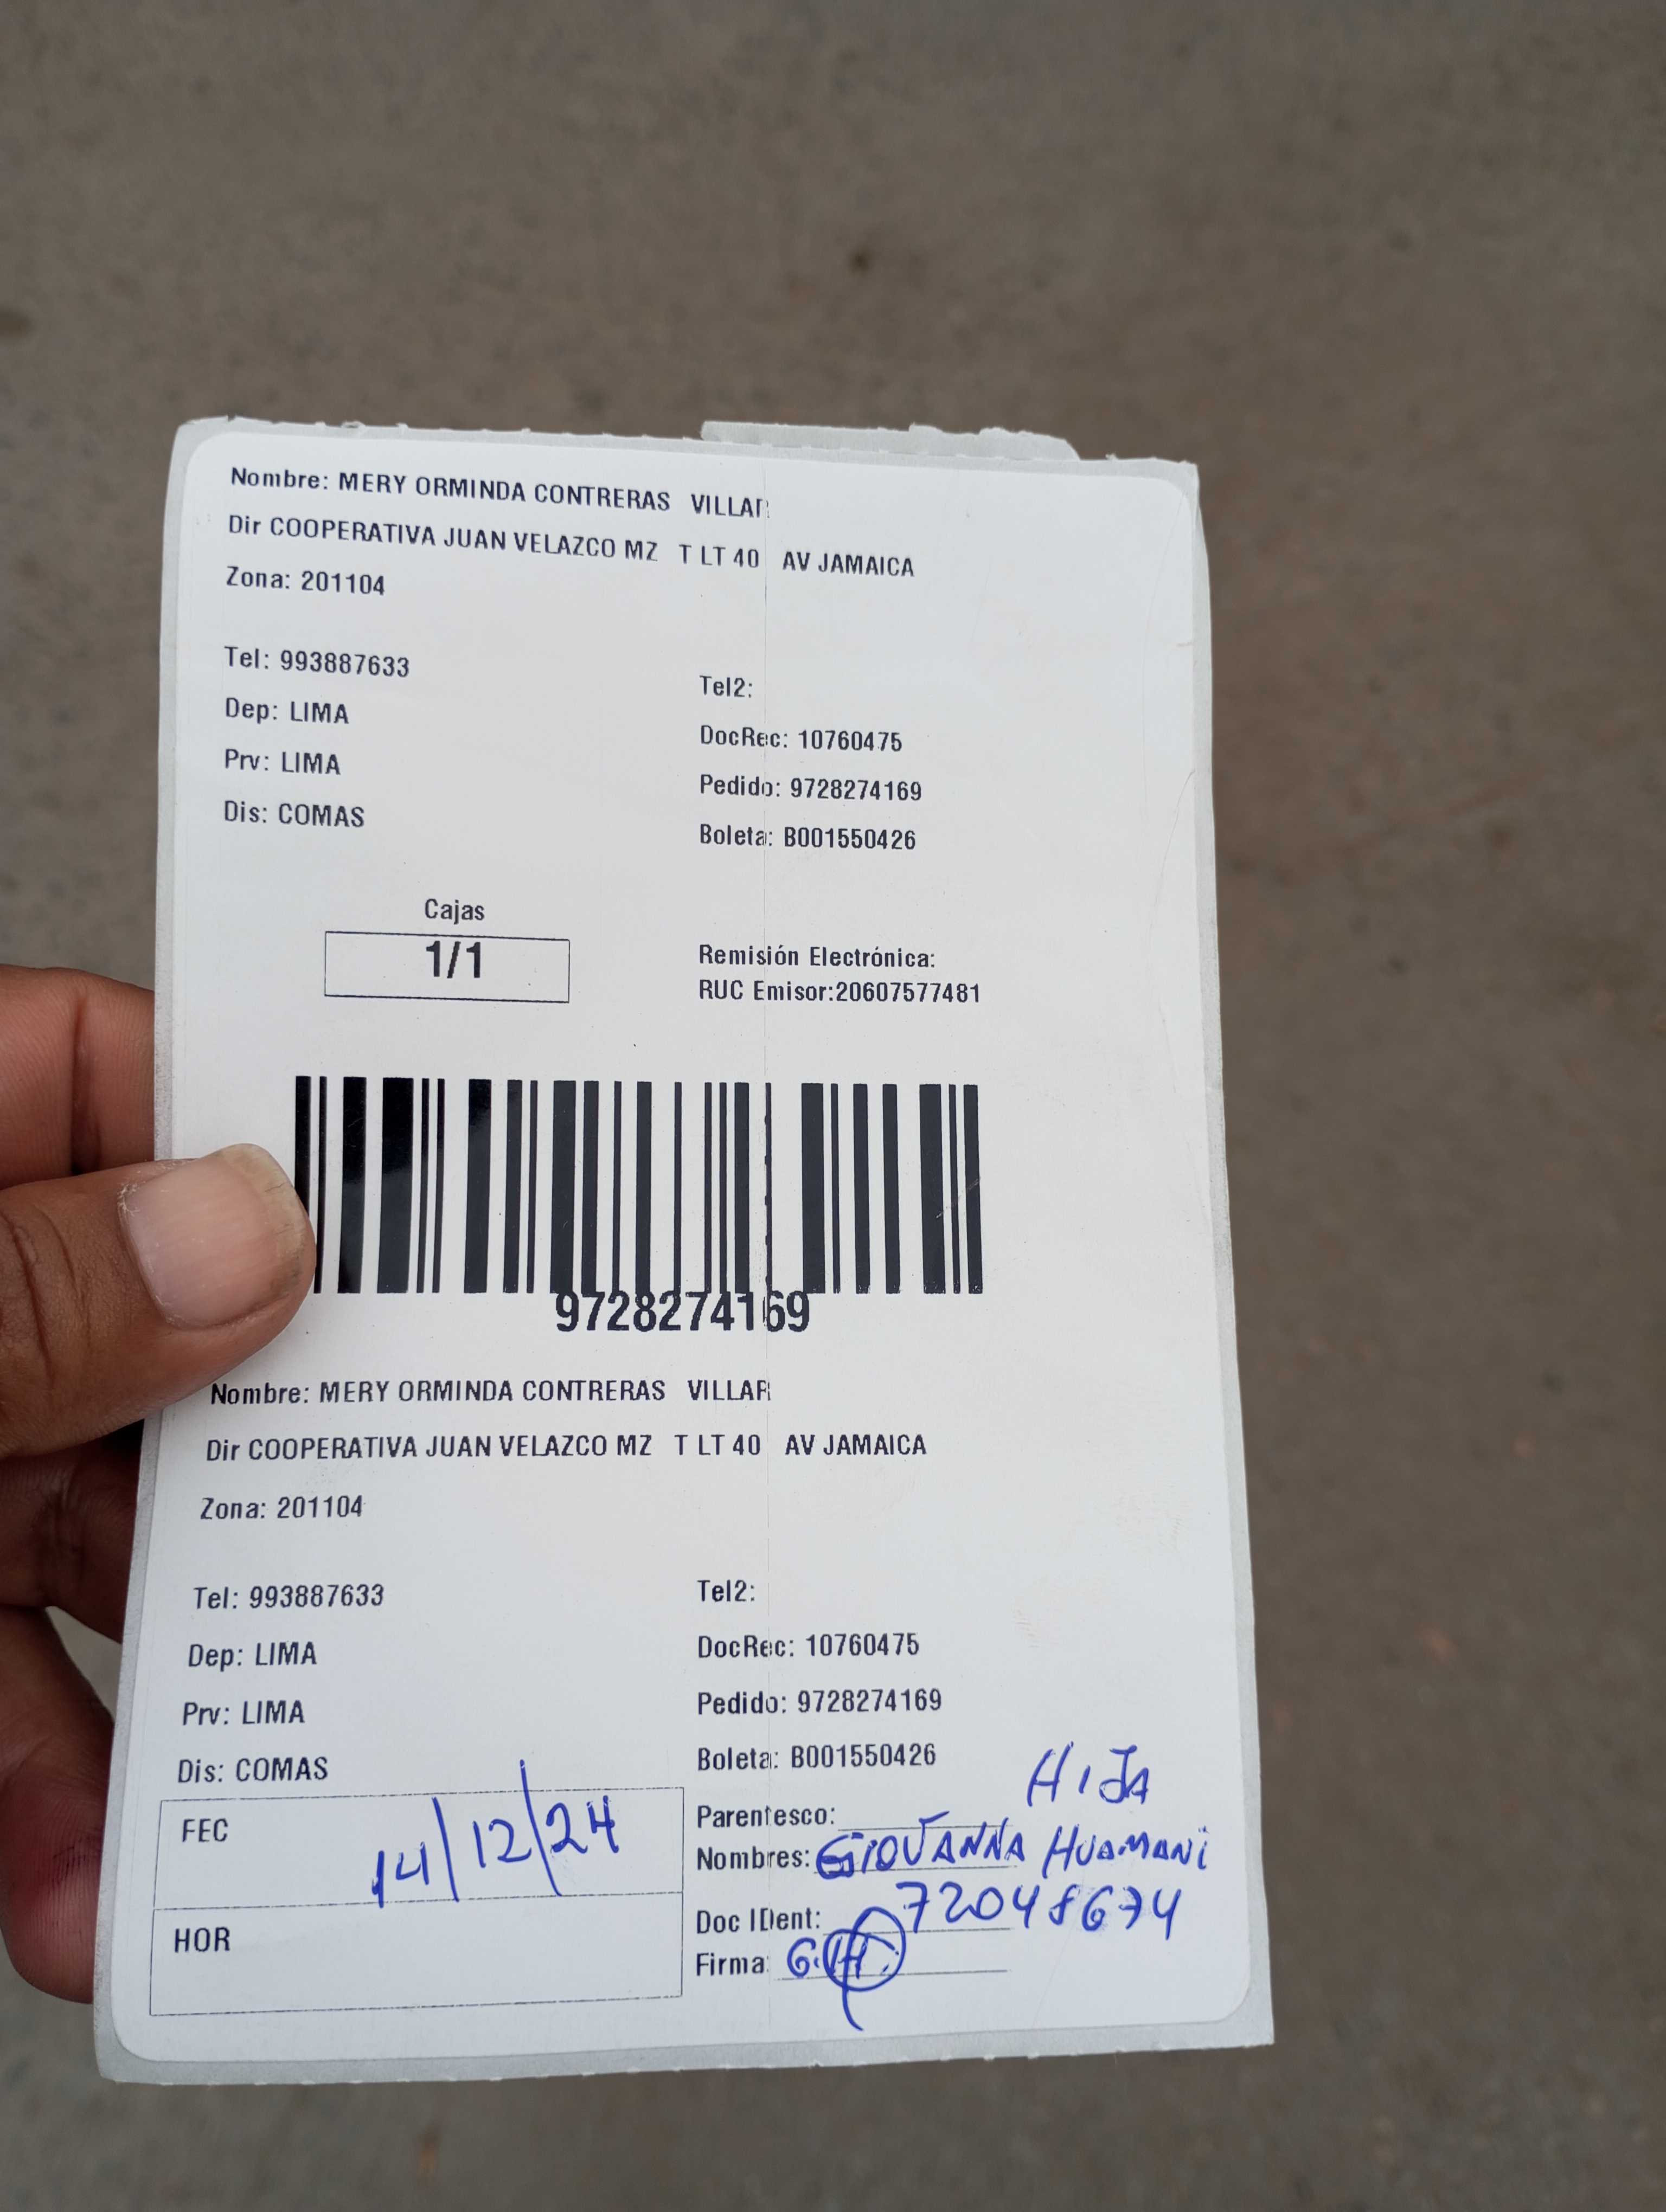 Nombre: MERY ORMINDA CONTRERAS VILLAR
Dir COOPERATIVA JUAN VELAZCO MZ T LT 40 AV JAMAICA
Zona: 201104
Tel: 993887633
Tel2:
Dep: LIMA
DocRec: 10760475
Prv: LIMA
Pedido: 9728274169
Dis: COMAS
Boleta: B001550426
Cajas
1/1
Remisión Electrónica:
RUC Emisor:20607577481
9728274169
Nombre: MERY ORMINDA CONTRERAS VILLAR
Dir COOPERATIVA JUAN VELAZCO MZ T LT 40 AV JAMAICA
Zona: 201104
Tel: 993887633
Tel2:
Dep: LIMA
DocRec: 10760475
Prv: LIMA
Pedido: 9728274169
Dis: COMAS
Boleta: B001550426
FEC 14/12/24
HOR
Parentesco: HIJA
Nombres: GIOVANNA HUAMANI
Doc IDent: 72048674
Firma: G.H.